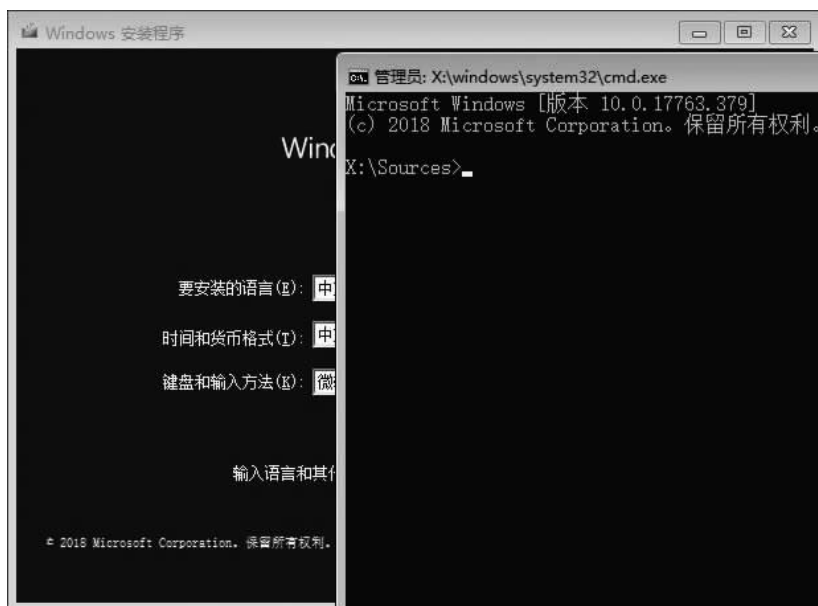 Windows 安装程序
管理员: X:\windows\system32\cmd.exe
Microsoft Windows [版本 10.0.17763.379]
(c) 2018 Microsoft Corporation。保留所有权利。
X:\Sources>
Wind
要安装的语言(E): 中
时间和货币格式(T): 中
键盘和输入方法(K): 微
输入语言和其他
© 2018 Microsoft Corporation. 保留所有权利.